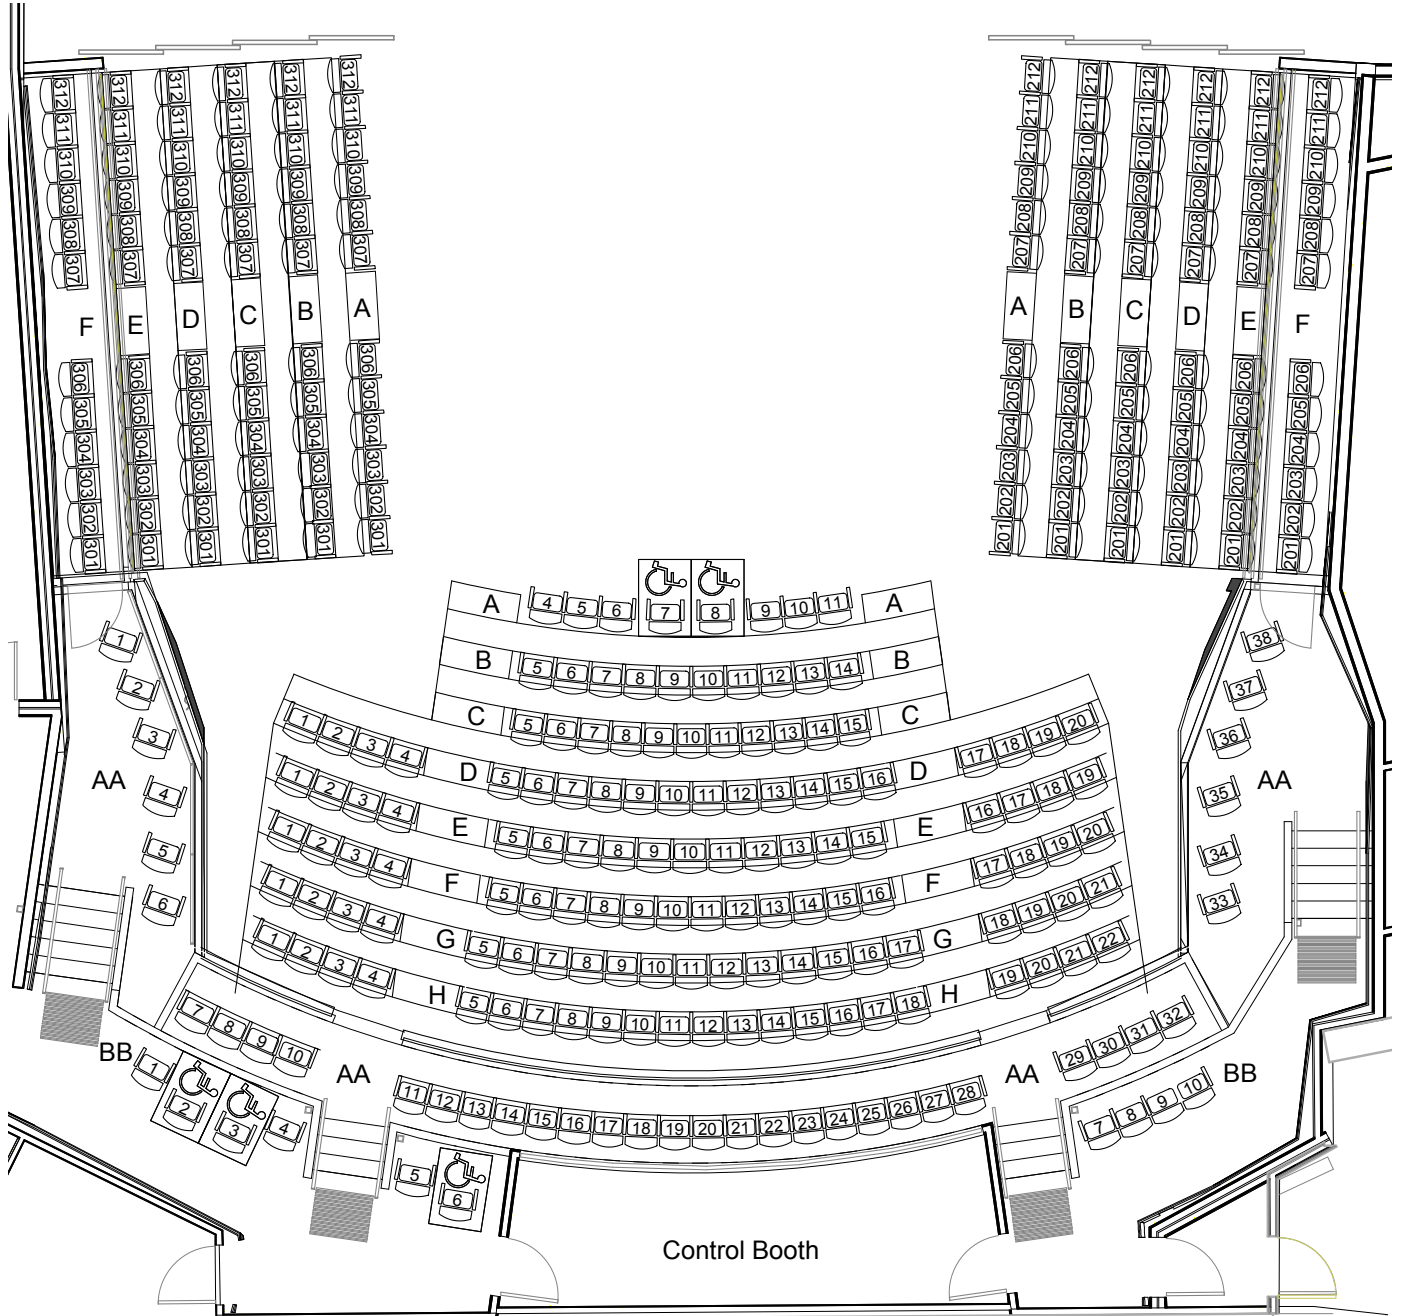 312 312 312 312 312 312
311 311 311 311 311 311
310 310 310 310 310 310
309 309 309 309 309 309
308 308 308 308 308 308
307 307 307 307 307 307
F E D C B A
306 306 306 306 306 306
305 305 305 305 305 305
304 304 304 304 304 304
303 303 303 303 303 303
302 302 302 302 302 302
301 301 301 301 301 301
212 212 212 212 212 212
211 211 211 211 211 211
210 210 210 210 210 210
209 209 209 209 209 209
208 208 208 208 208 208
207 207 207 207 207 207
A B C D E F
206 206 206 206 206 206
205 205 205 205 205 205
204 204 204 204 204 204
203 203 203 203 203 203
202 202 202 202 202 202
201 201 201 201 201 201
A 4 5 6 7 8 9 10 11 A
B 5 6 7 8 9 10 11 12 13 14 B
C 5 6 7 8 9 10 11 12 13 14 15 C
1 2 3 4 D 5 6 7 8 9 10 11 12 13 14 15 16 D 17 18 19 20
1 2 3 4 E 5 6 7 8 9 10 11 12 13 14 15 E 16 17 18 19
1 2 3 4 F 5 6 7 8 9 10 11 12 13 14 15 16 F 17 18 19 20
1 2 3 4 G 5 6 7 8 9 10 11 12 13 14 15 16 17 G 18 19 20 21
1 2 3 4 H 5 6 7 8 9 10 11 12 13 14 15 16 17 18 H 19 20 21 22
1
2
3
AA
4
5
6
38
37
36
AA
35
34
33
7 8 9 10 AA 11 12 13 14 15 16 17 18 19 20 21 22 23 24 25 26 27 28 AA 29 30 31 32
BB 1 2 3 4 5 6
7 8 9 10 BB
Control Booth